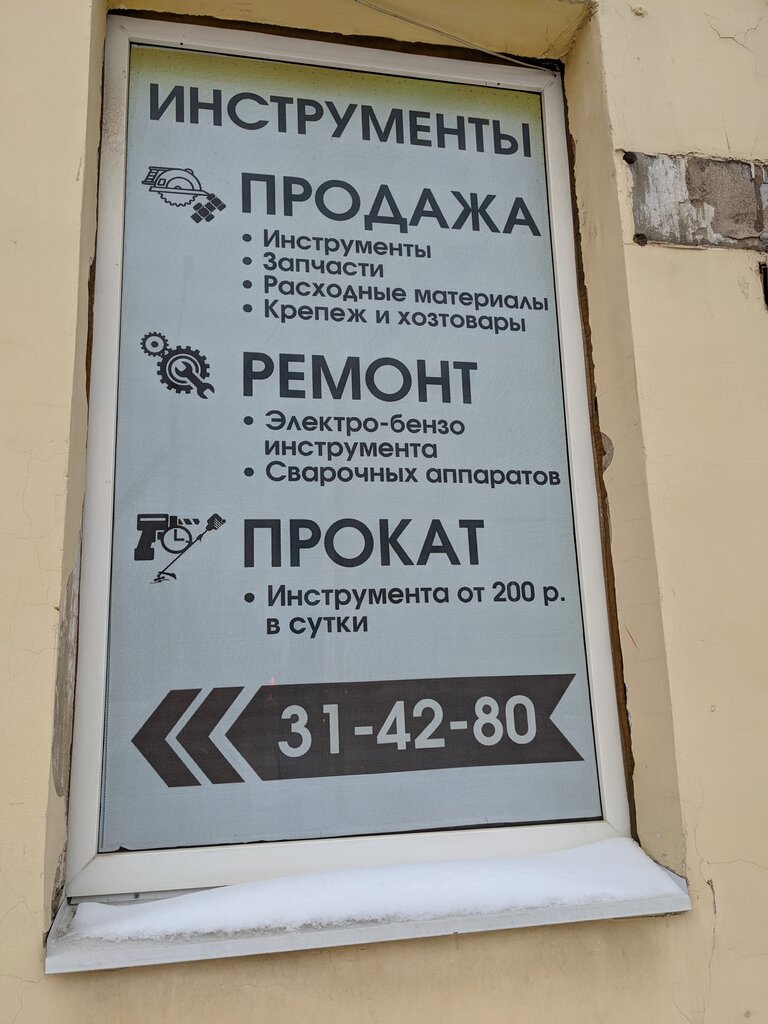 ИНСТРУМЕНТЫ
ПРОДАЖА
• Инструменты
• Запчасти
• Расходные материалы
• Крепеж и хозтовары
РЕМОНТ
• Электро-бензо
инструмента
• Сварочных аппаратов
ПРОКАТ
• Инструмента от 200 р.
в сутки
31-42-80